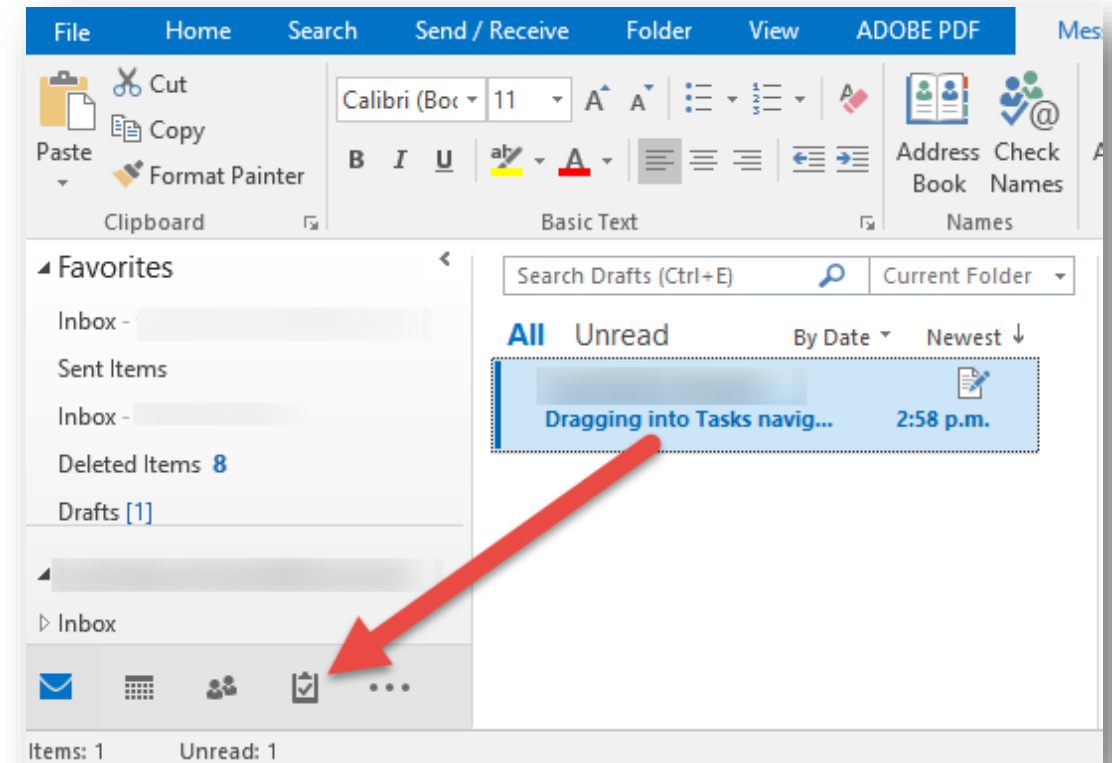 File Home Search Send / Receive Folder View ADOBE PDF
Cut
Copy
Paste
Format Painter
Clipboard
Calibri (Boc 11 A A
B I U aby A
Basic Text
Address Book
Check Names
Names
Favorites
Inbox -
Sent Items
Inbox -
Deleted Items 8
Drafts [1]
Inbox
Search Drafts (Ctrl+E) Current Folder
All Unread By Date Newest
Dragging into Tasks navig... 2:58 p.m.
Items: 1 Unread: 1